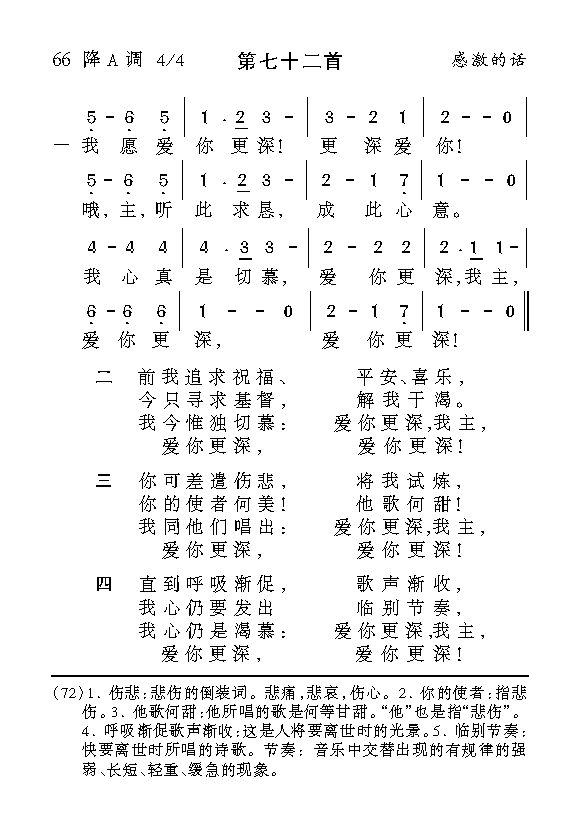 66 降A调 4/4 第七十二首 感激的话
5 - 6 5 | 1 . 2 3 - | 3 - 2 1 | 2 - - 0
一 我 愿 爱 你 更 深! 更 深 爱 你!
5 - 6 5 | 1 . 2 3 - | 2 - 1 7 | 1 - - 0
哦, 主, 听 此 求 恳, 成 此 心 意。
4 - 4 4 | 4 . 3 3 - | 2 - 2 2 | 2 . 1 1 -
我 心 真 是 切 慕, 爱 你 更 深,我 主,
6 - 6 6 | 1 - - 0 | 2 - 1 7 | 1 - - 0
爱 你 更 深, 爱 你 更 深!
二 前我追求祝福、 平安、喜乐,
今只寻求基督, 解我干渴。
我今惟独切慕: 爱你更深,我主,
爱你更深, 爱你更深!
三 你可差遣伤悲, 将我试炼,
你的使者何美! 他歌何甜!
我同他们唱出: 爱你更深,我主,
爱你更深, 爱你更深!
四 直到呼吸渐促, 歌声渐收,
我心仍要发出 临别节奏,
我心仍是渴慕: 爱你更深,我主,
爱你更深, 爱你更深!
(72)1. 伤悲:悲伤的倒装词。悲痛,悲哀,伤心。2. 你的使者:指悲
伤。3. 他歌何甜:他所唱的歌是何等甘甜。“他”也是指“悲伤”。
4. 呼吸渐促歌声渐收:这是人将要离世时的光景。5. 临别节奏:
快要离世时所唱的诗歌。节奏: 音乐中交替出现的有规律的强
弱、长短、轻重、缓急的现象。